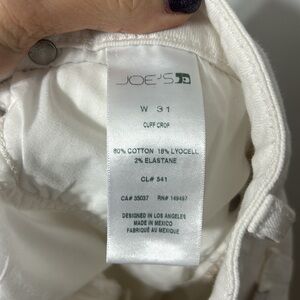 JOE'S
W 31
CUFF CROP
80% COTTON 18% LYOCELL
2% ELASTANE
CL# 541
CA# 35037 RN# 149497
DESIGNED IN LOS ANGELES
MADE IN MEXICO
FABRIQUÉ AU MEXIQUE